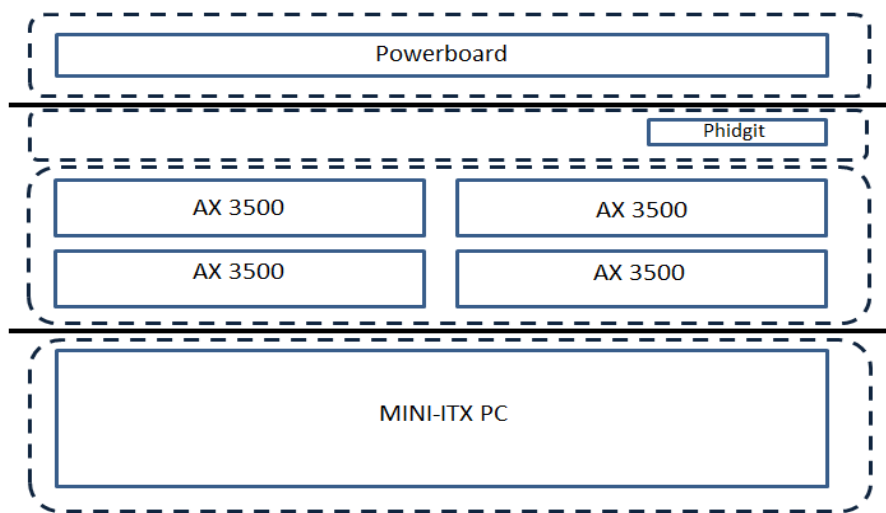 Powerboard
Phidgit
AX 3500
AX 3500
AX 3500
AX 3500
MINI-ITX PC